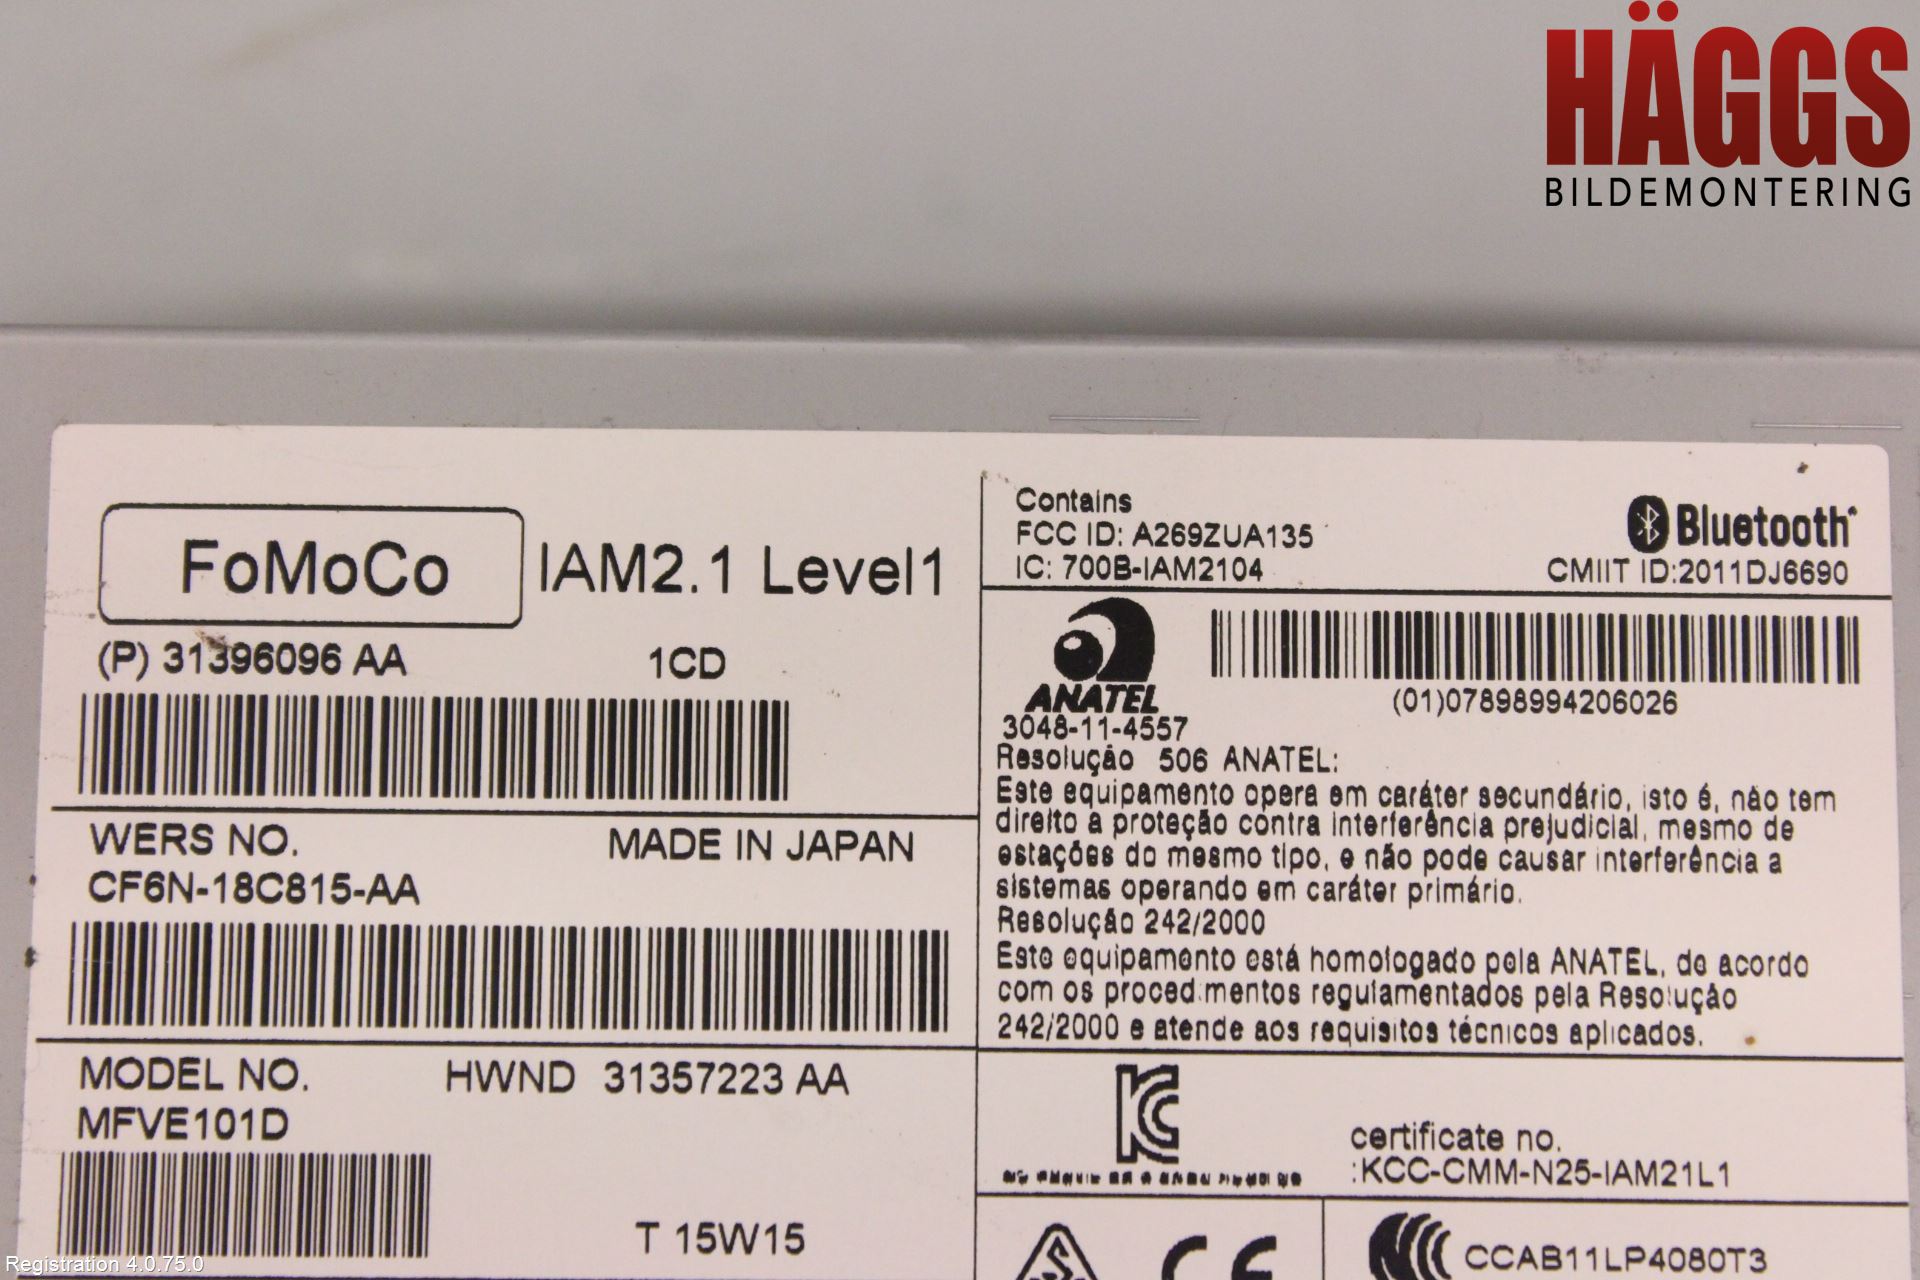 HÄGGS
BILDEMONTERING
FoMoCo
IAM2.1 Level1
(P) 31396096 AA
1CD
WERS NO.
MADE IN JAPAN
CF6N-18C815-AA
MODEL NO.
HWND 31357223 AA
MFVE101D
T 15W15
Contains
FCC ID: A269ZUA135
IC: 700B-IAM2104
Bluetooth
CMIIT ID:2011DJ6690
ANATEL
3048-11-4557
(01)07898994206026
Resolução 506 ANATEL:
Este equipamento opera em caráter secundário, isto é, não tem
direito a proteção contra interferência prejudicial, mesmo de
estações do mesmo tipo, e não pode causar interferência a
sistemas operando em caráter primário.
Resolução 242/2000
Este equipamento está homologado pela ANATEL, de acordo
com os procedimentos regulamentados pela Resolução
242/2000 e atende aos requisitos técnicos aplicados.
certificate no.
:KCC-CMM-N25-IAM21L1
CE
CCAB11LP4080T3
Registration 4.0.75.0